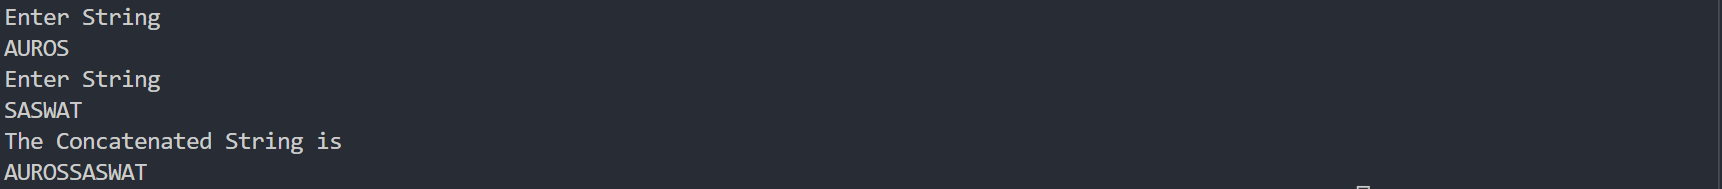 Enter String
AUROS
Enter String
SASWAT
The Concatenated String is
AUROSSASWAT